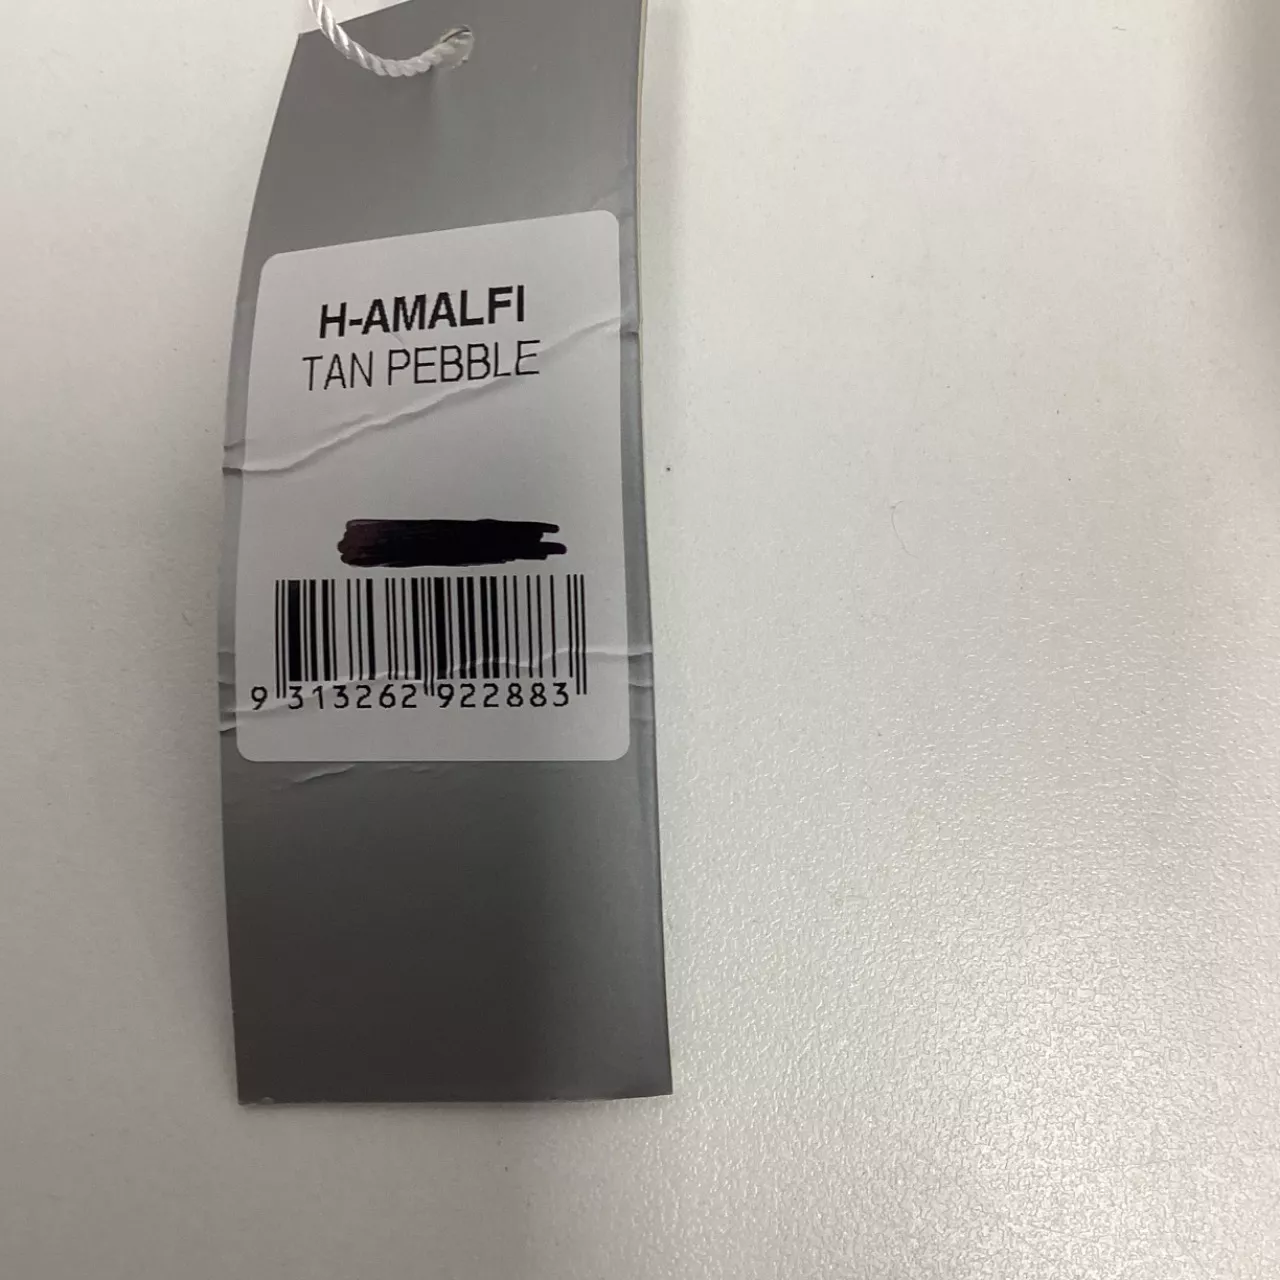 H-AMALFI
TAN PEBBLE
9 313262 922883